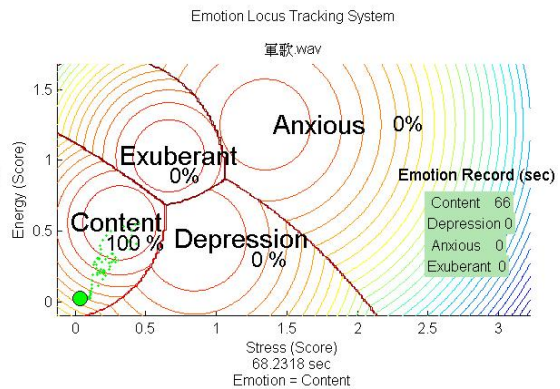 Emotion Locus Tracking System
軍歌.wav
Energy (Score)
1.5
1
0.5
0
Anxious 0%
Exuberant
0%
Content
100 %
Depression
0 %
Emotion Record (sec)
Content 66
Depression 0
Anxious 0
Exuberant 0
0 0.5 1 1.5 2 2.5 3
Stress (Score)
68.2318 sec
Emotion = Content